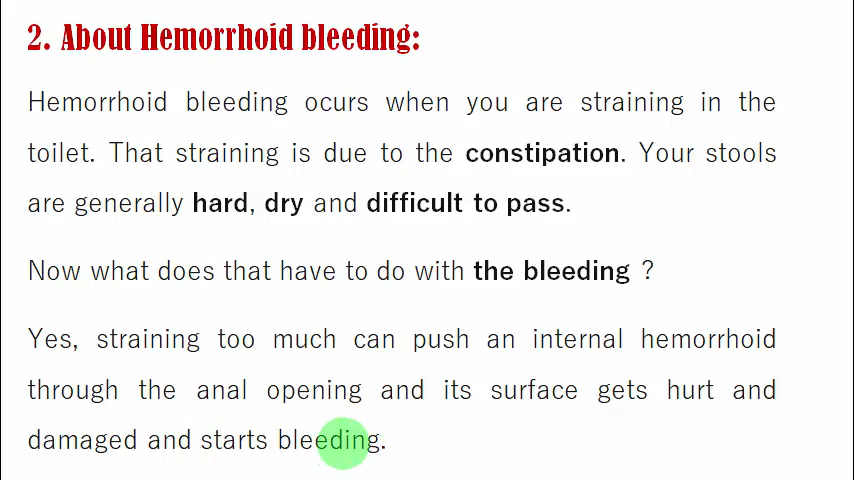 2. About Hemorrhoid bleeding:
Hemorrhoid bleeding ocurs when you are straining in the
toilet. That straining is due to the constipation. Your stools
are generally hard, dry and difficult to pass.
Now what does that have to do with the bleeding ?
Yes, straining too much can push an internal hemorrhoid
through the anal opening and its surface gets hurt and
damaged and starts bleeding.